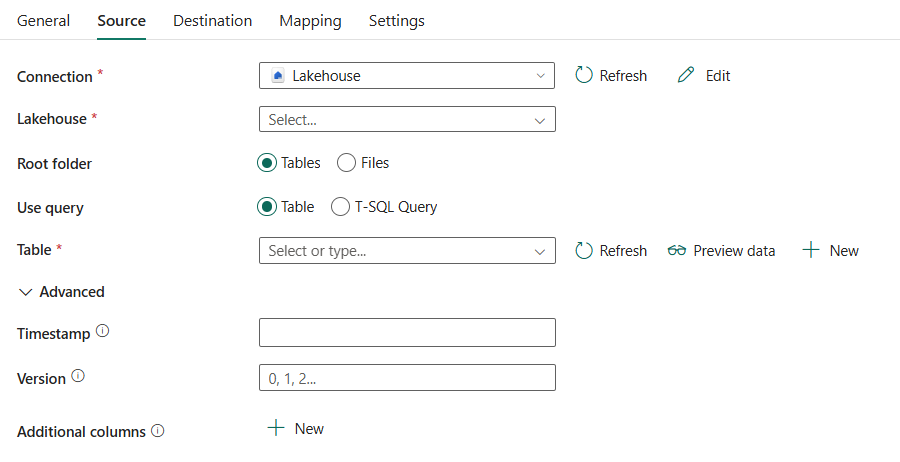 General Source Destination Mapping Settings
Connection * Lakehouse Refresh Edit
Lakehouse * Select...
Root folder Tables Files
Use query Table T-SQL Query
Table * Select or type... Refresh Preview data New
Advanced
Timestamp
Version 0, 1, 2...
Additional columns New